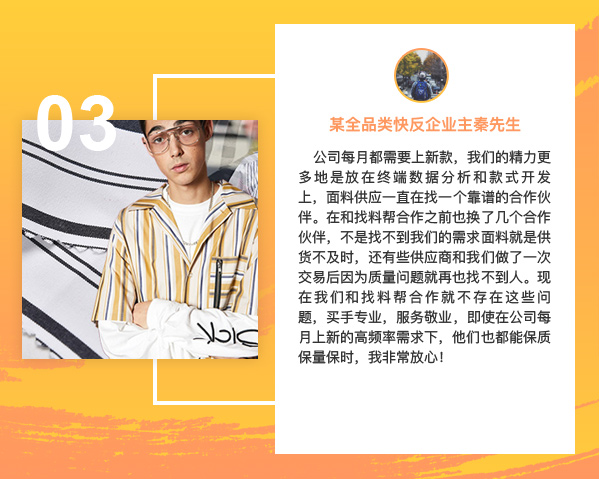 03
某全品类快反企业主秦先生
公司每月都需要上新款，我们的精力更
多地是放在终端数据分析和款式开发
上，面料供应一直在找一个靠谱的合作伙
伴。在和找料帮合作之前也换了几个合作
伙伴，不是找不到我们的需求面料就是供
货不及时，还有些供应商和我们做了一次
交易后因为质量问题就再也找不到人。现
在我们和找料帮合作就不存在这些问
题，买手专业，服务敬业，即使在公司每
月上新的高频率需求下，他们也都能保质
保量保时，我非常放心！